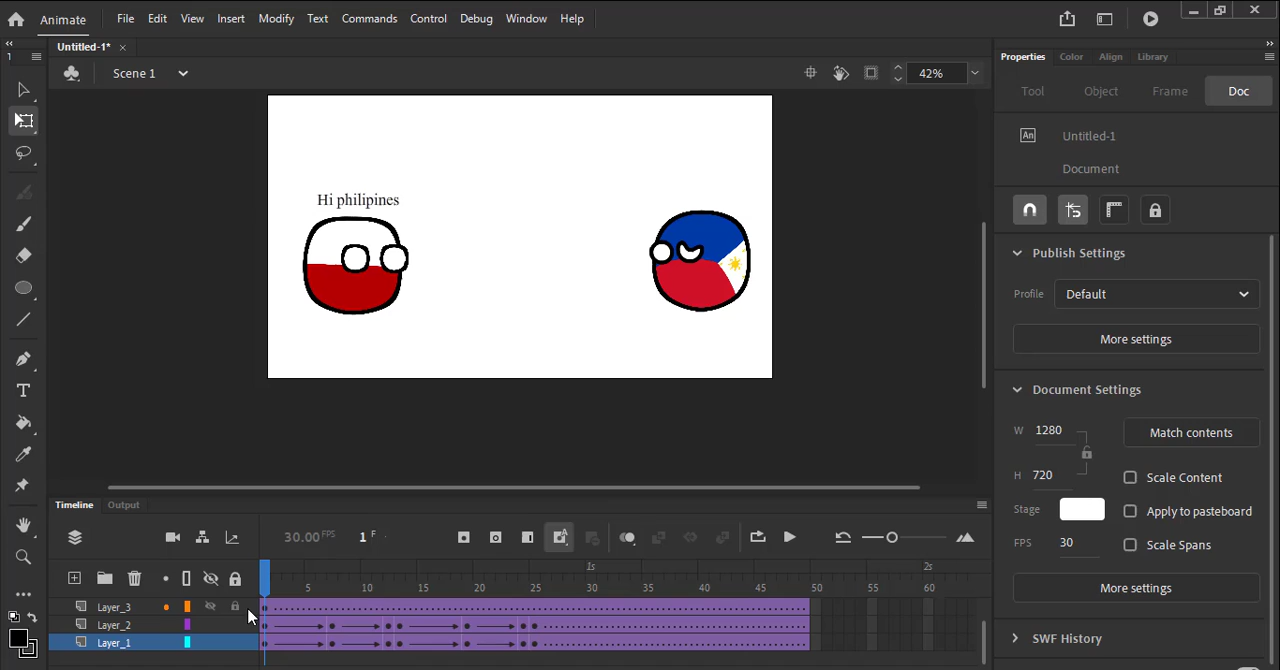 Animate File Edit View Insert Modify Text Commands Control Debug Window Help
Untitled-1* ×
1 Properties Color Align Library
Scene 1 42%
Tool Object Frame Doc
An Untitled-1
Document
Hi philipines
Publish Settings
Profile Default
More settings
Document Settings
W 1280 Match contents
H 720 Scale Content
Stage Apply to pasteboard
FPS 30 Scale Spans
More settings
SWF History
Timeline Output
30.00 FPS 1 F
1s 2s
5 10 15 20 25 30 35 40 45 50 55 60
Layer_3
Layer_2
Layer_1